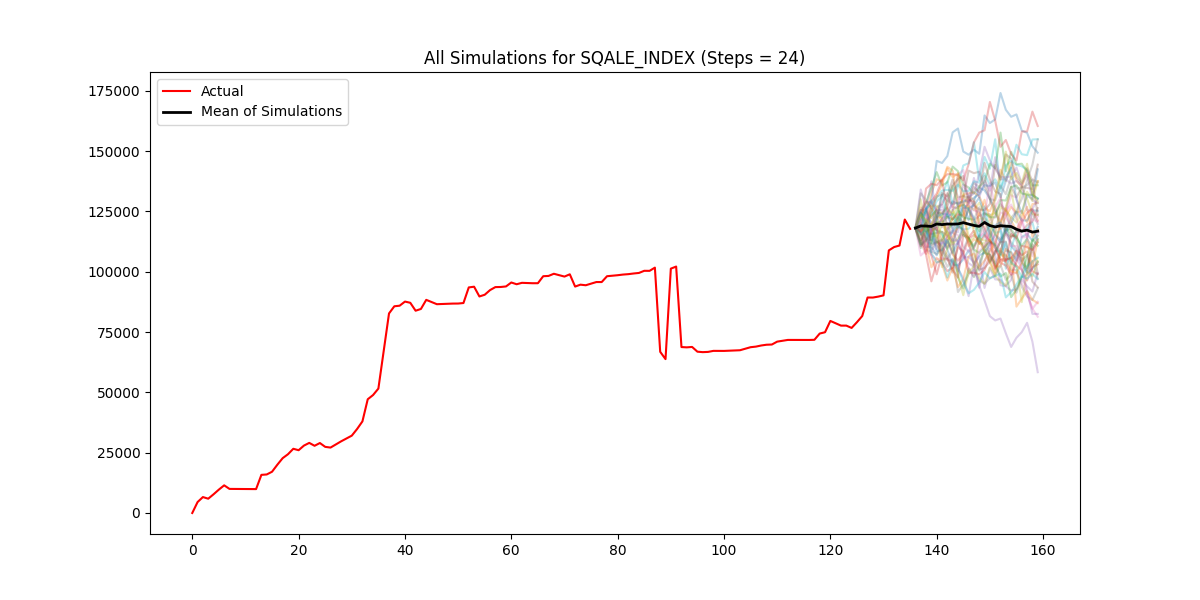 All Simulations for SQALE_INDEX (Steps = 24)
Actual
Mean of Simulations
175000
150000
125000
100000
75000
50000
25000
0
0 20 40 60 80 100 120 140 160